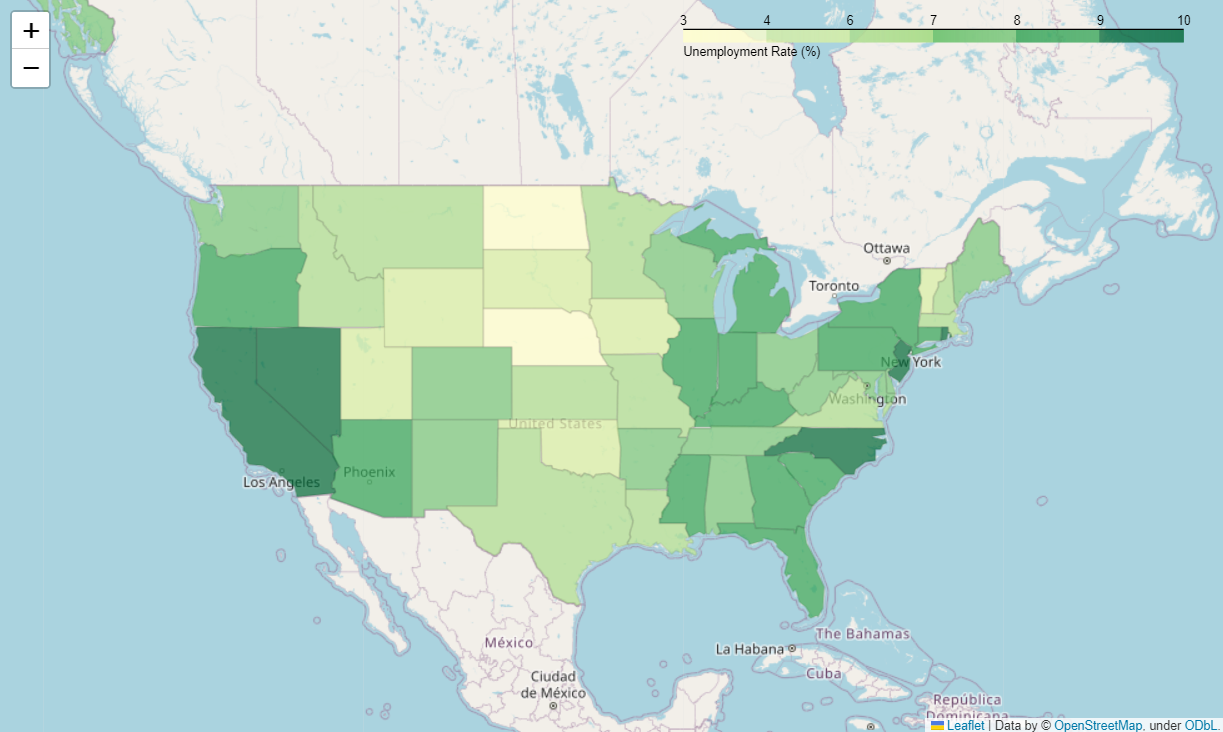 +
3 4 5 6 7 8 9 10
Unemployment Rate (%)
−
Ottawa
Toronto
New York
Washington
United States
Phoenix
Los Angeles
The Bahamas
México
La Habana
Cuba
Ciudad
de México
República
Dominicana
Leaflet | Data by © OpenStreetMap, under ODbL.